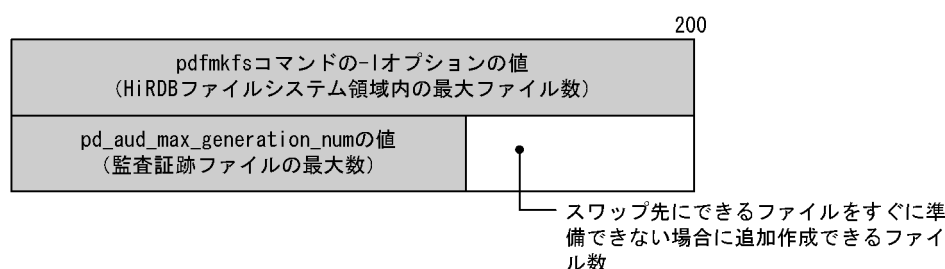 200
pdfmkfsコマンドの-lオプションの値
（HiRDBファイルシステム領域内の最大ファイル数）
pd_aud_max_generation_numの値
（監査証跡ファイルの最大数）
スワップ先にできるファイルをすぐに準
備できない場合に追加作成できるファイ
ル数